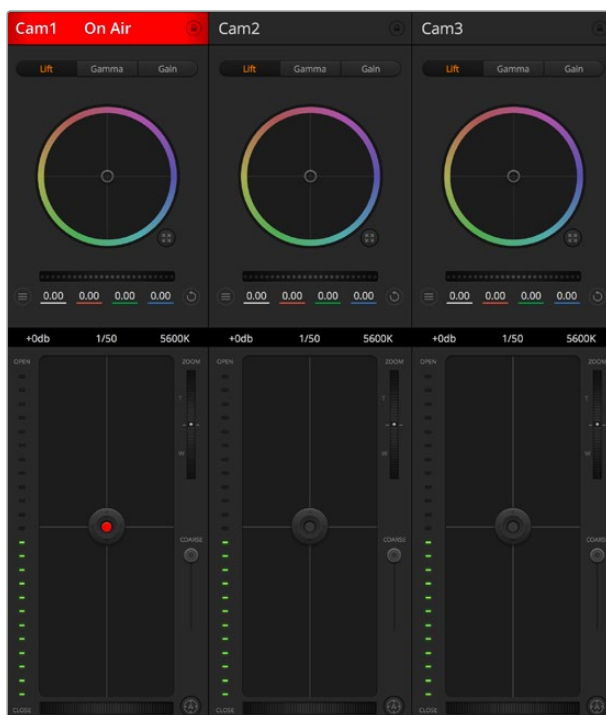 Cam1 On Air
Lift Gamma Gain
0.00 0.00 0.00 0.00
+0db 1/50 5600K
OPEN ZOOM
T
W
COARSE
CLOSE A
Cam2
Lift Gamma Gain
0.00 0.00 0.00 0.00
+0db 1/50 5600K
OPEN ZOOM
T
W
COARSE
CLOSE A
Cam3
Lift Gamma Gain
0.00 0.00 0.00 0.00
+0db 1/50 5600K
OPEN ZOOM
T
W
COARSE
CLOSE A